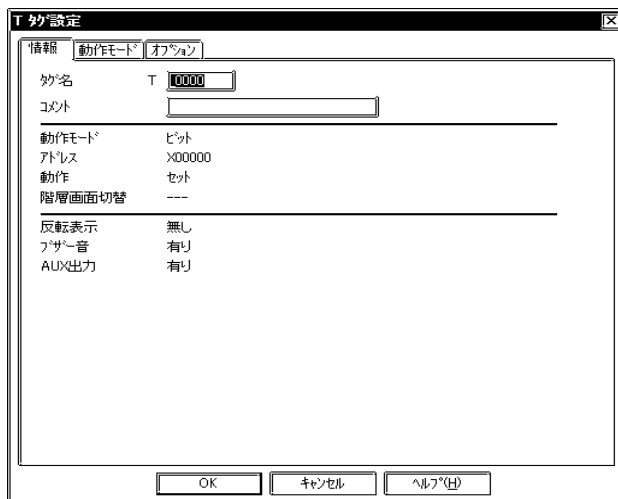 T ﾀｸﾞ設定
情報 動作ﾓｰﾄﾞ ｵﾌﾟｼｮﾝ
ﾀｸﾞ名 T 0000
ｺﾒﾝﾄ
動作ﾓｰﾄﾞ ﾋﾞｯﾄ
ｱﾄﾞﾚｽ X00000
動作 ｾｯﾄ
階層画面切替 ---
反転表示 無し
ﾌﾞｻﾞｰ音 有り
AUX出力 有り
OK ｷｬﾝｾﾙ ﾍﾙﾌﾟ(H)